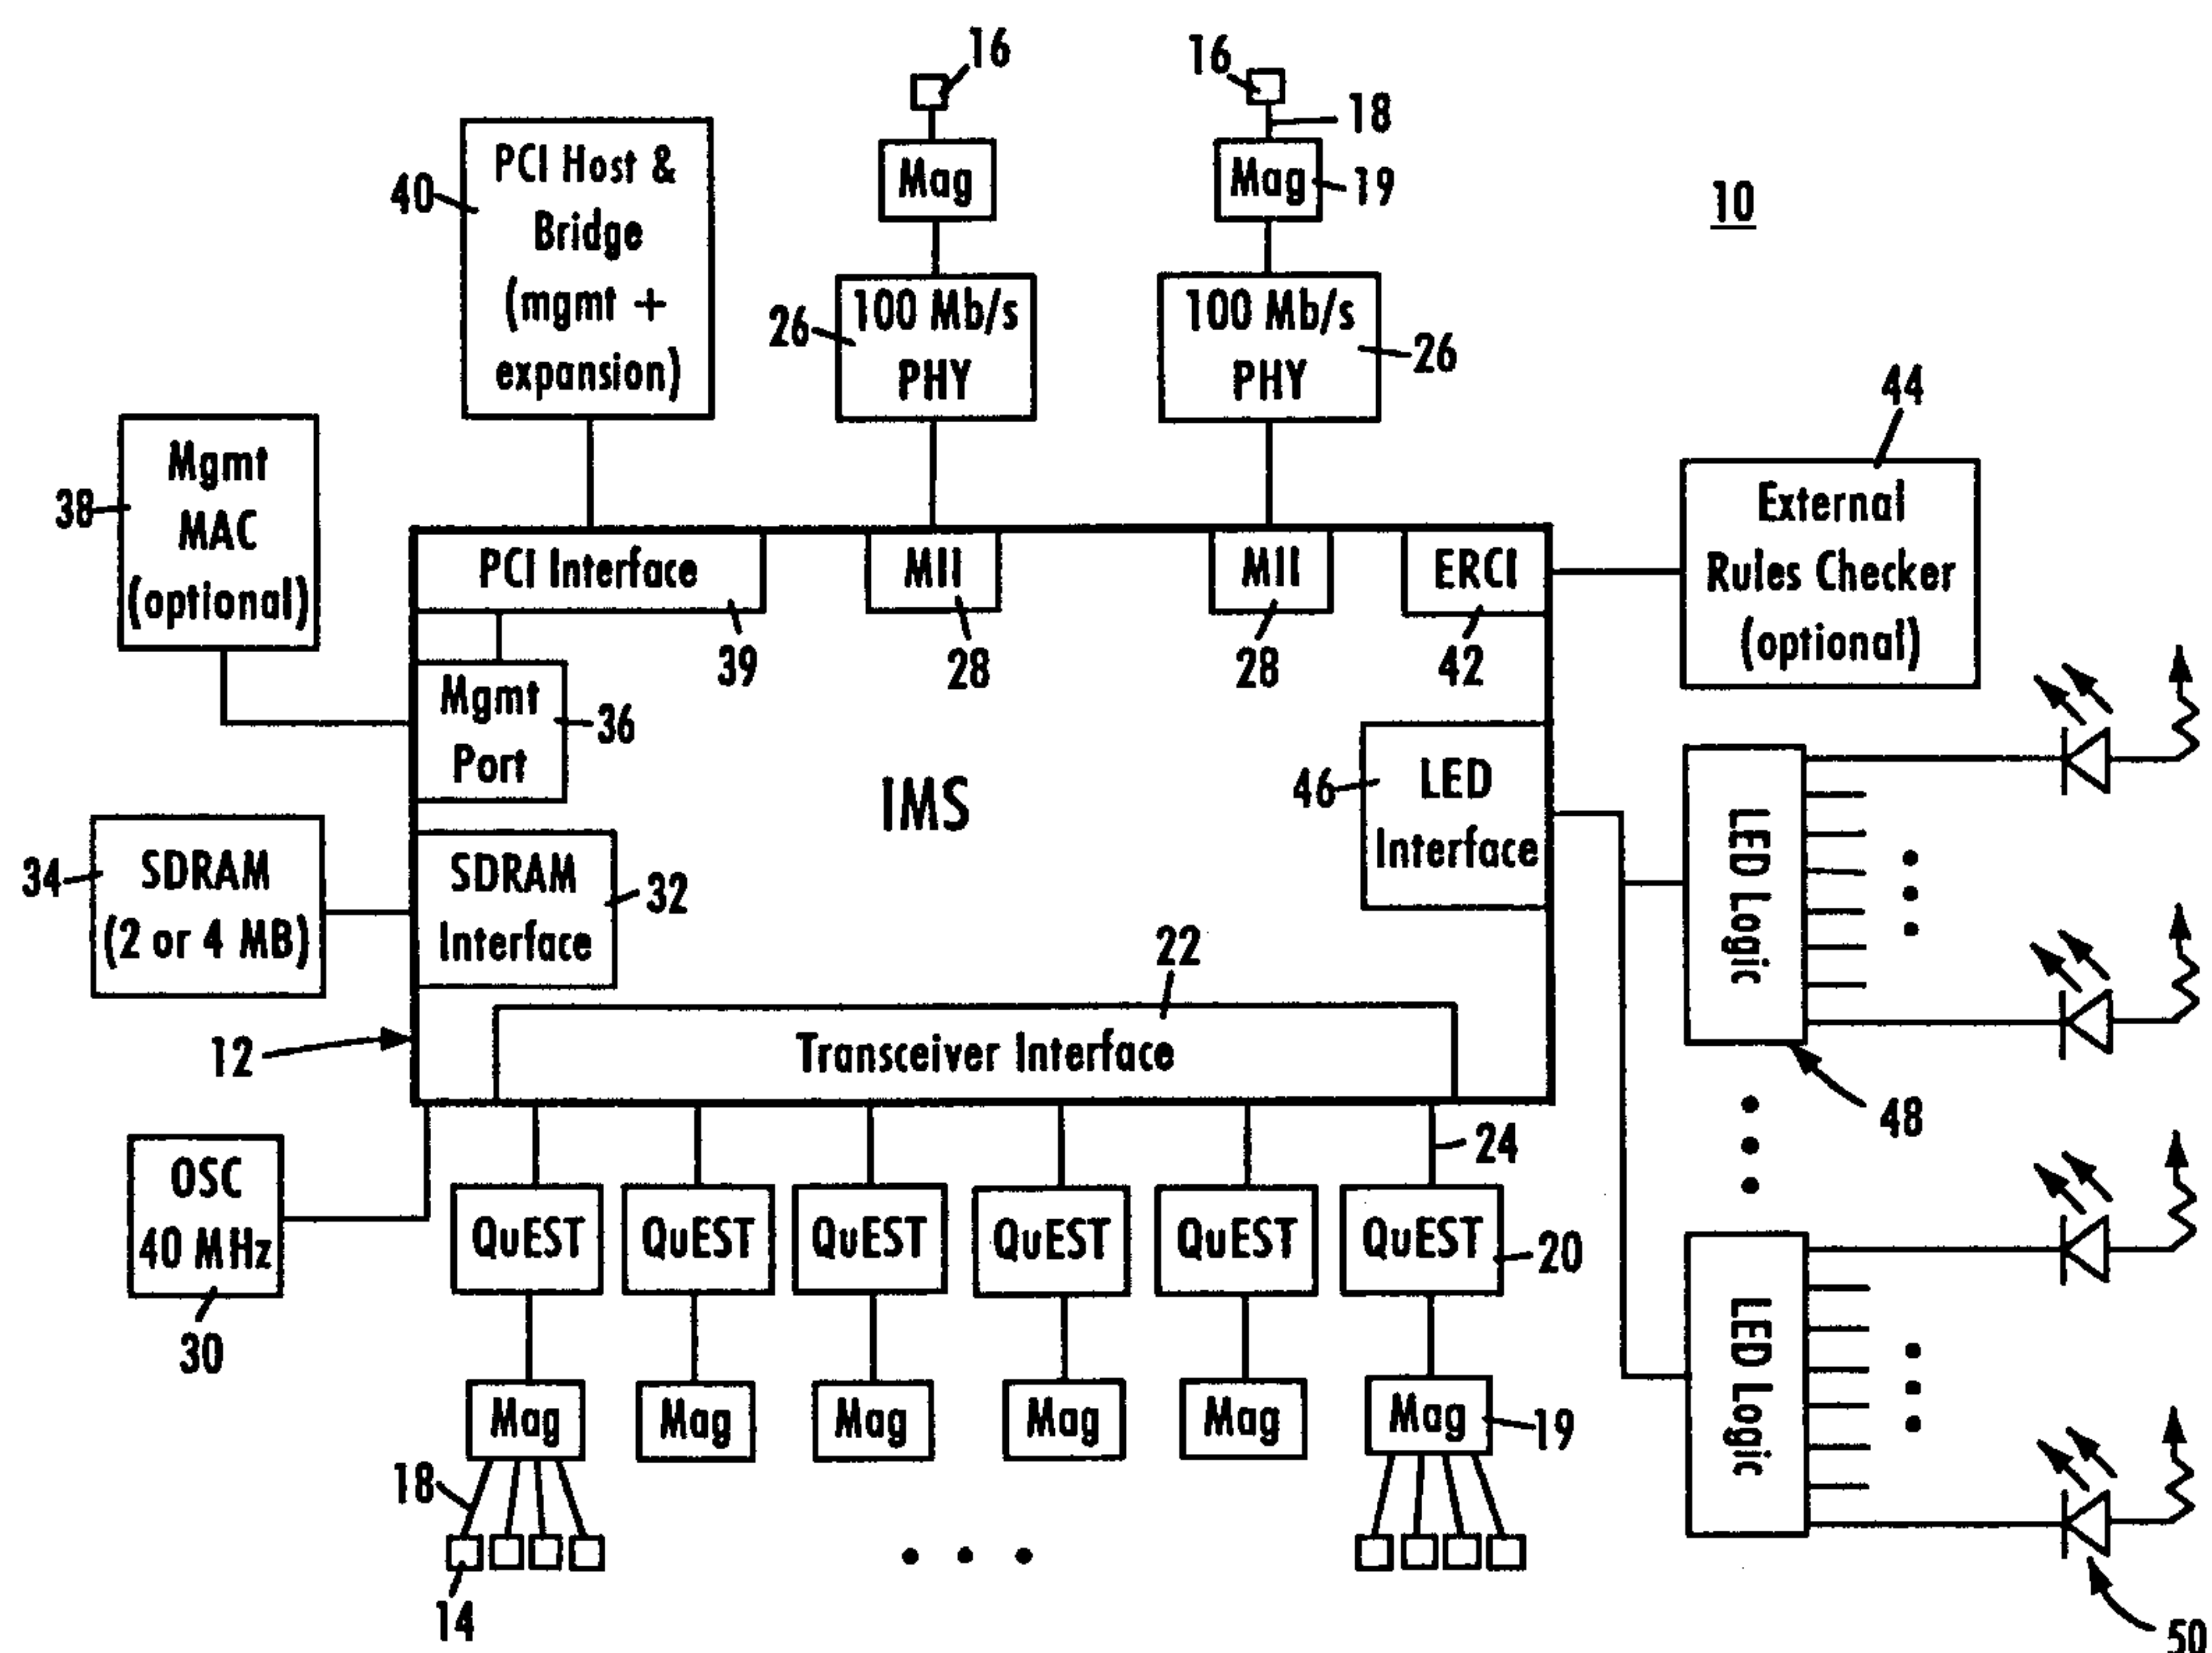 16
16
18
PCI Host &
Bridge
(mgmt +
expansion)
40
Mag
Mag
19
10
100 Mb/s
PHY
26
100 Mb/s
PHY
26
44
Mgmt
MAC
(optional)
38
External
Rules Checker
(optional)
PCI Interface
MII
MII
ERCI
39
28
28
42
Mgmt
Port
36
IMS
46
LED
Interface
LED Logic
34
SDRAM
(2 or 4 MB)
SDRAM
Interface
32
22
Transceiver Interface
12
48
24
OSC
40 MHz
30
QuEST
QuEST
QuEST
QuEST
QuEST
QuEST
20
LED Logic
Mag
Mag
Mag
Mag
Mag
Mag
19
18
14
50